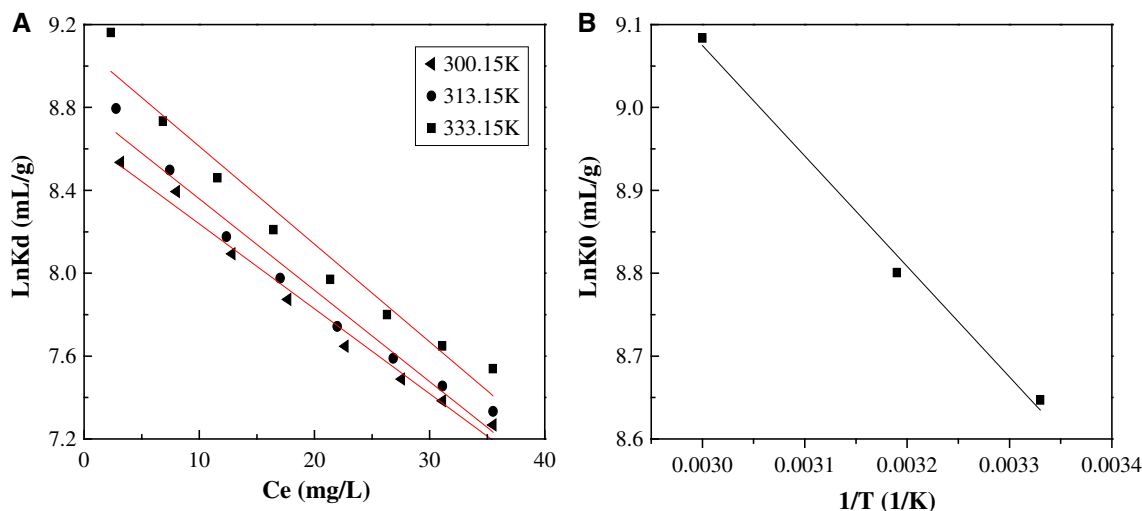 A
LnKd (mL/g)
9.2
8.8
8.4
8.0
7.6
7.2
0
10
20
30
40
Ce (mg/L)
300.15K
313.15K
333.15K
B
LnK0 (mL/g)
9.1
9.0
8.9
8.8
8.7
8.6
0.0030
0.0031
0.0032
0.0033
0.0034
1/T (1/K)